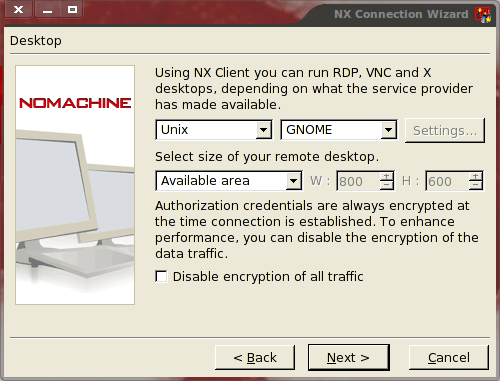 NX Connection Wizard
Desktop
NOMACHINE
Using NX Client you can run RDP, VNC and X
desktops, depending on what the service provider
has made available.
Unix GNOME Settings...
Select size of your remote desktop.
Available area W : 800 H : 600
Authorization credentials are always encrypted at
the time connection is established. To enhance
performance, you can disable the encryption of the
data traffic.
Disable encryption of all traffic
< Back Next > Cancel